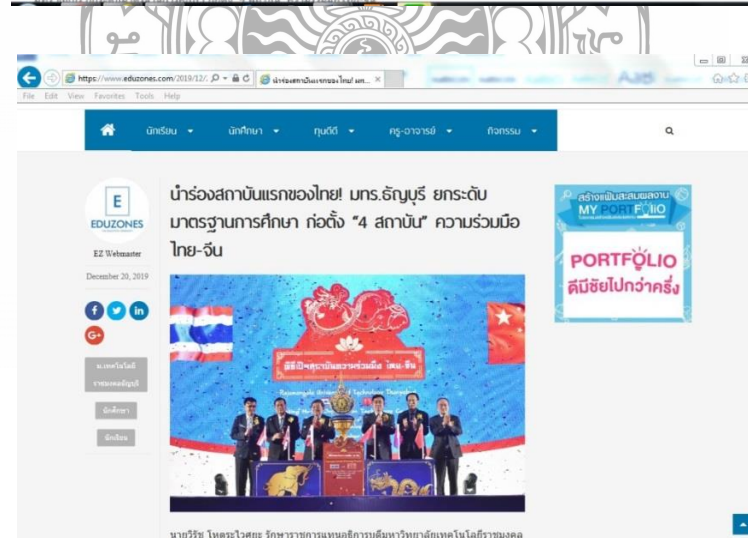 https://www.eduzones.com/2019/12/.
นำร่องสถาบันแรกของไทย! มท...
File Edit View Favorites Tools Help
นักเรียน นักศึกษา ทุนดีดี ครู-อาจารย์ กิจกรรม
E
EDUZONES
EZ Webmaster
December 20, 2019
นำร่องสถาบันแรกของไทย! มทร.ธัญบุรี ยกระดับ
มาตรฐานการศึกษา ก่อตั้ง “4 สถาบัน” ความร่วมมือ
ไทย-จีน
ม.เทคโนโลยี
ราชมงคลธัญบุรี
นักศึกษา
นักเรียน
พิธีเปิดสถาบันความร่วมมือ ไทย-จีน
Rajamangala University of Technology Thanyaburi
สร้างแฟ้มสะสมผลงาน
MY PORTFOLIO
PORTFOLIO
ดีมีชัยไปกว่าครึ่ง
นายวิรัช โหตระไวศยะ รักษาราชการแทนอธิการบดีมหาวิทยาลัยเทคโนโลยีราชมงคล